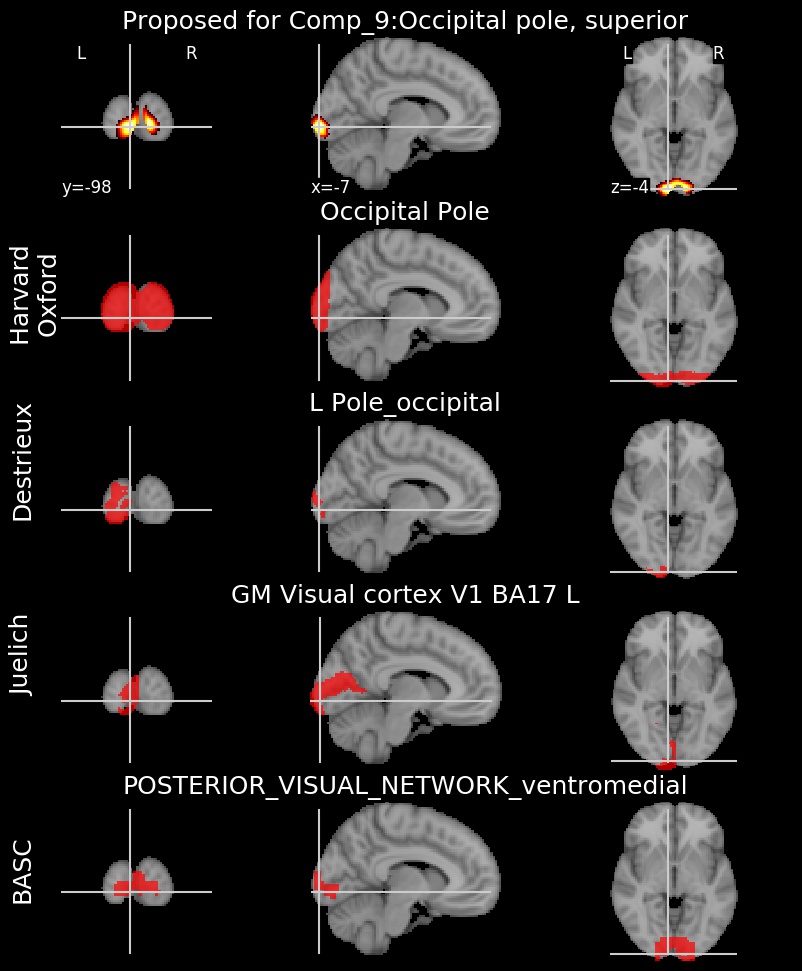 Proposed for Comp_9:Occipital pole, superior
L R L R
y=-98 x=-7 z=-4
Occipital Pole
Harvard
Oxford
L Pole_occipital
Destrieux
GM Visual cortex V1 BA17 L
Juelich
POSTERIOR_VISUAL_NETWORK_ventromedial
BASC